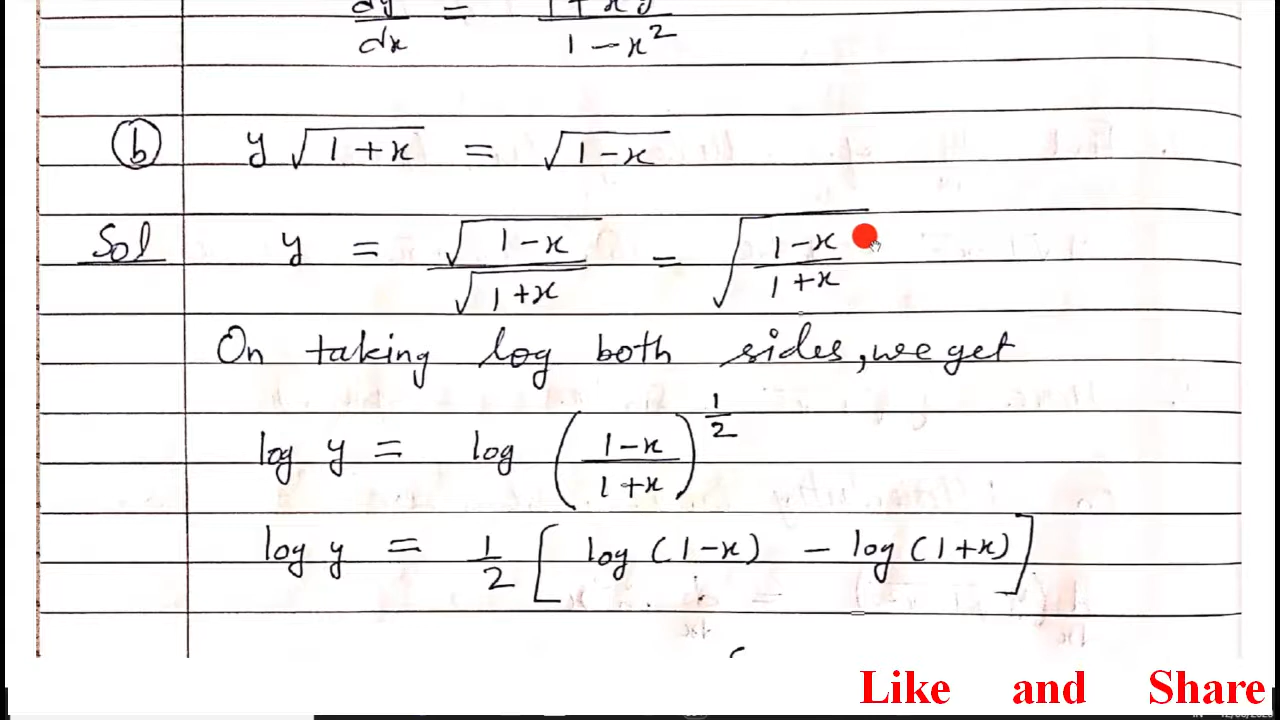 dy/dx = 1+xy/1-x²
(b) y √1+x = √1-x
Sol y = √1-x/√1+x = √(1-x/1+x)
On taking log both sides, we get
log y = log (1-x/1+x)^1/2
log y = 1/2 [log (1-x) - log (1+x)]
Like and Share